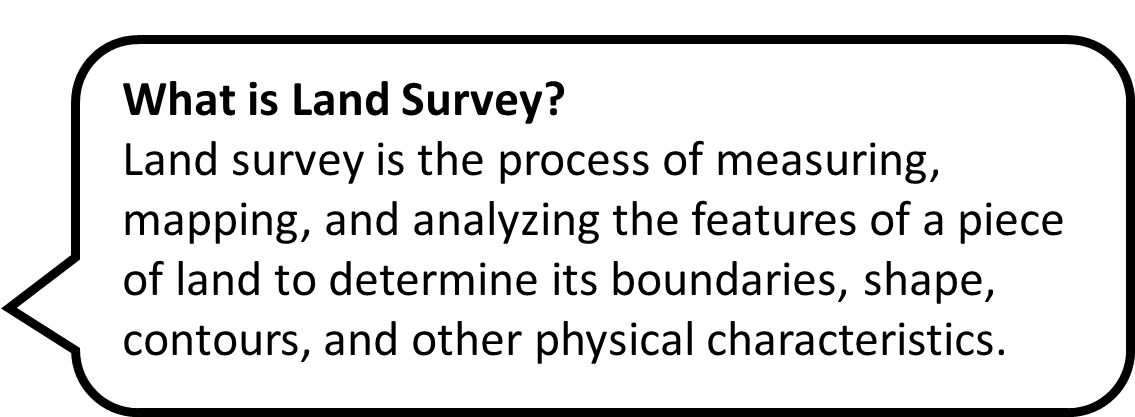 What is Land Survey?
Land survey is the process of measuring,
mapping, and analyzing the features of a piece
of land to determine its boundaries, shape,
contours, and other physical characteristics.